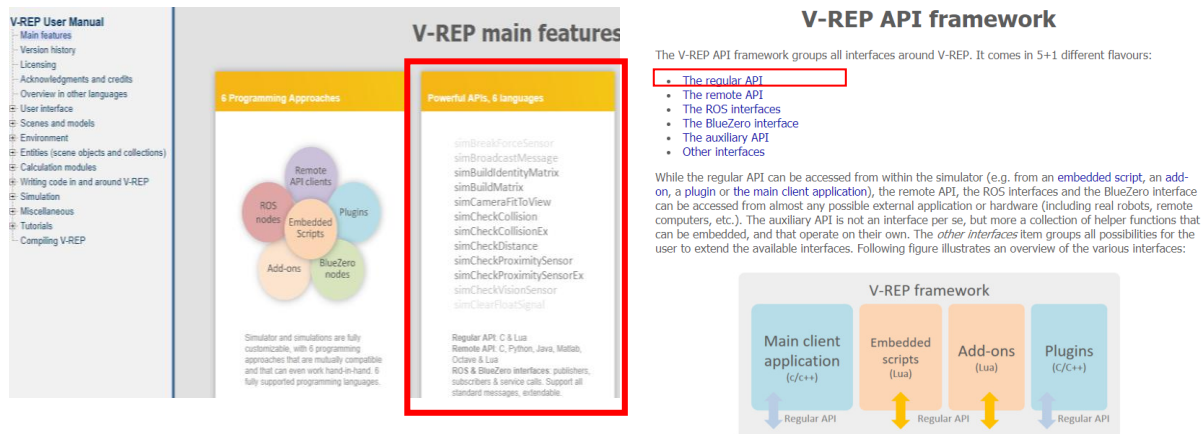 V-REP User Manual
Main features
Version history
Licensing
Acknowledgments and credits
Overview in other languages
User interface
Scenes and models
Environment
Entities (scene objects and collections)
Calculation modules
Writing code in and around V-REP
Simulation
Miscellaneous
Tutorials
Compiling V-REP
V-REP main features
6 Programming Approaches
Remote
API clients
ROS
nodes
Embedded
Scripts
Plugins
Add-ons
BlueZero
nodes
Simulator and simulations are fully
customizable, with 6 programming
approaches that are mutually compatible
and that can even work hand-in-hand. 6
fully supported programming languages.
Powerful APIs, 6 languages
simBreakForceSensor
simBroadcastMessage
simBuildIdentityMatrix
simBuildMatrix
simCameraFitToView
simCheckCollision
simCheckCollisionEx
simCheckDistance
simCheckProximitySensor
simCheckProximitySensorEx
simCheckVisionSensor
simClearFloatSignal
Regular API: C & Lua
Remote API: C, Python, Java, Matlab,
Octave & Lua
ROS & BlueZero interfaces: publishers,
subscribers & service calls. Support all
standard messages, extendable.
V-REP API framework
The V-REP API framework groups all interfaces around V-REP. It comes in 5+1 different flavours:
The regular API
The remote API
The ROS interfaces
The BlueZero interface
The auxiliary API
Other interfaces
While the regular API can be accessed from within the simulator (e.g. from an embedded script, an add-
on, a plugin or the main client application), the remote API, the ROS interfaces and the BlueZero interface
can be accessed from almost any possible external application or hardware (including real robots, remote
computers, etc.). The auxiliary API is not an interface per se, but more a collection of helper functions that
can be embedded, and that operate on their own. The other interfaces item groups all possibilities for the
user to extend the available interfaces. Following figure illustrates an overview of the various interfaces:
V-REP framework
Main client
application
(c/c++)
Embedded
scripts
(Lua)
Add-ons
(Lua)
Plugins
(C/C++)
Regular API
Regular API
Regular API